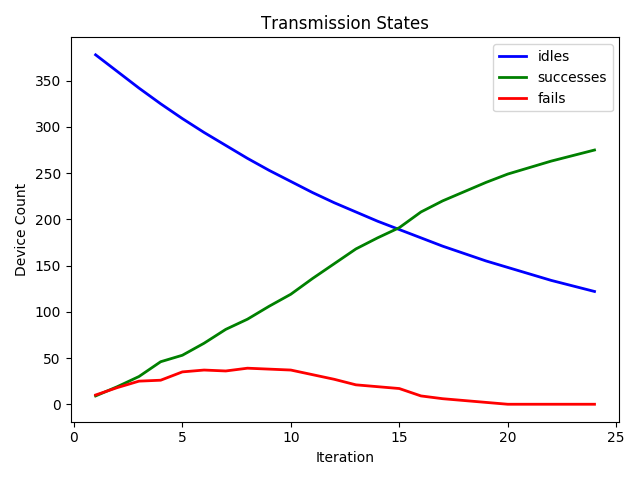 Transmission States
idles
successes
fails
Device Count
350
300
250
200
150
100
50
0
0 5 10 15 20 25
Iteration